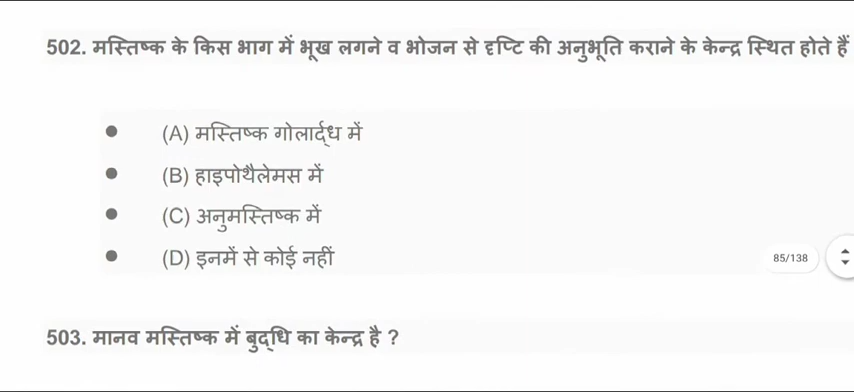 502. मस्तिष्क के किस भाग में भूख लगने व भोजन से दृष्टि की अनुभूति कराने के केन्द्र स्थित होते हैं
(A) मस्तिष्क गोलार्द्ध में
(B) हाइपोथैलेमस में
(C) अनुमस्तिष्क में
(D) इनमें से कोई नहीं
85/138
503. मानव मस्तिष्क में बुद्धि का केन्द्र है ?